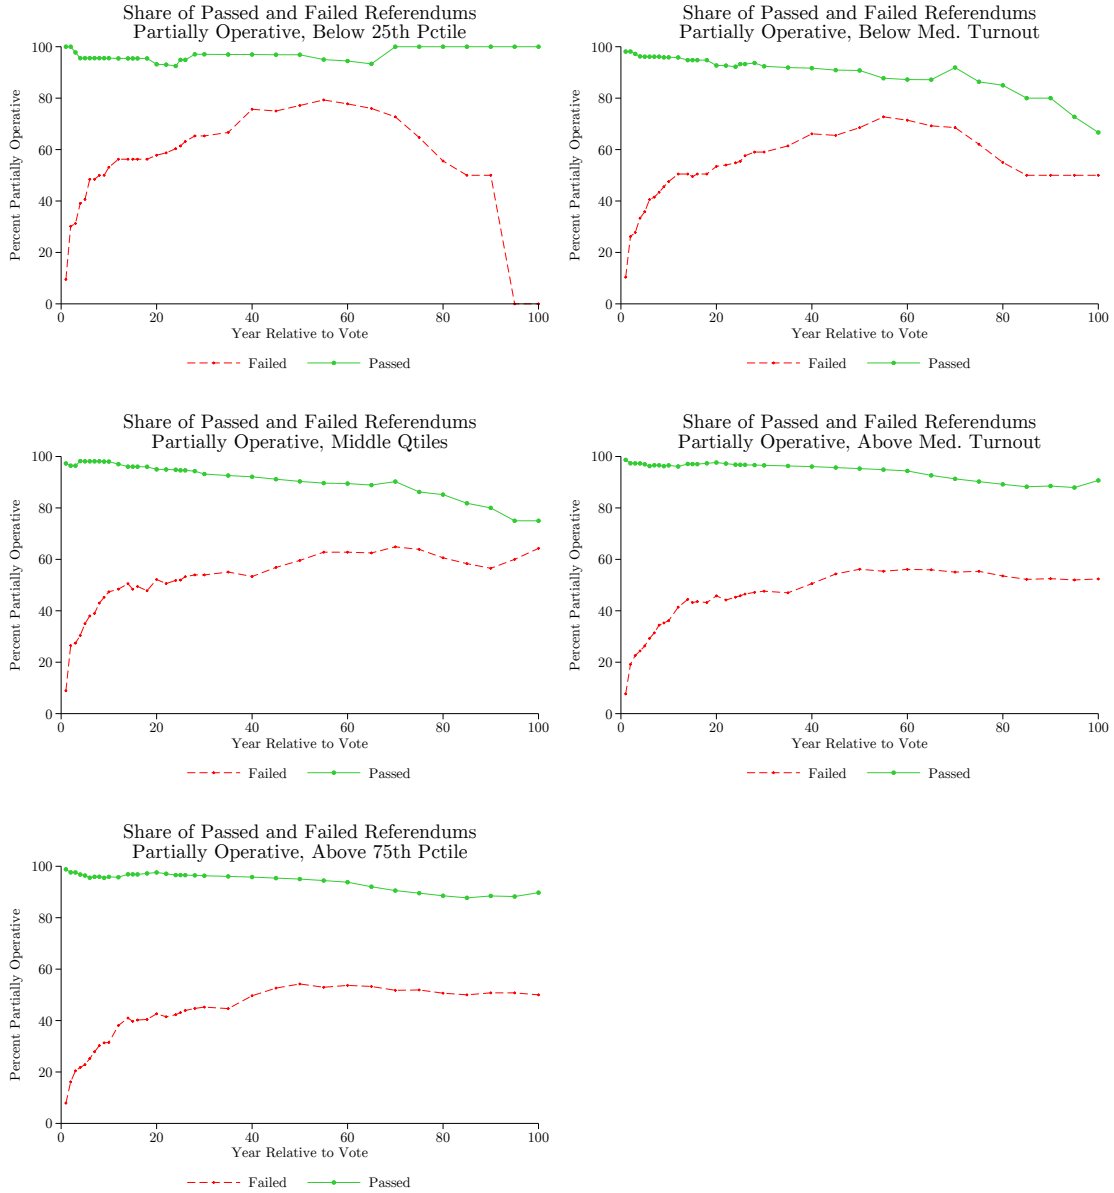 Share of Passed and Failed Referendums
Partially Operative, Below 25th Pctile
100
80
60
40
20
0
Percent Partially Operative
0 20 40 60 80 100
Year Relative to Vote
Failed Passed
Share of Passed and Failed Referendums
Partially Operative, Below Med. Turnout
100
80
60
40
20
0
Percent Partially Operative
0 20 40 60 80 100
Year Relative to Vote
Failed Passed
Share of Passed and Failed Referendums
Partially Operative, Middle Qtiles
100
80
60
40
20
0
Percent Partially Operative
0 20 40 60 80 100
Year Relative to Vote
Failed Passed
Share of Passed and Failed Referendums
Partially Operative, Above Med. Turnout
100
80
60
40
20
0
Percent Partially Operative
0 20 40 60 80 100
Year Relative to Vote
Failed Passed
Share of Passed and Failed Referendums
Partially Operative, Above 75th Pctile
100
80
60
40
20
0
Percent Partially Operative
0 20 40 60 80 100
Year Relative to Vote
Failed Passed